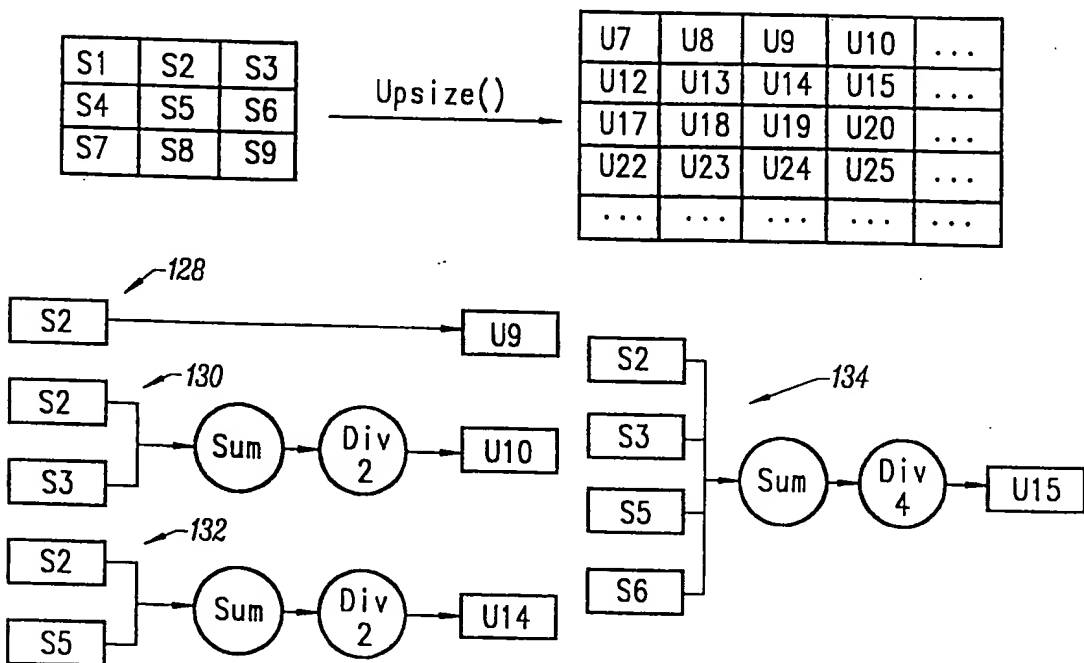 S1 S2 S3
S4 S5 S6
S7 S8 S9
Upsize()
U7 U8 U9 U10 ...
U12 U13 U14 U15 ...
U17 U18 U19 U20 ...
U22 U23 U24 U25 ...
... ... ... ... ...
128
S2 U9
130
S2
S3
Sum
Div
2
U10
132
S2
S5
Sum
Div
2
U14
134
S2
S3
S5
S6
Sum
Div
4
U15